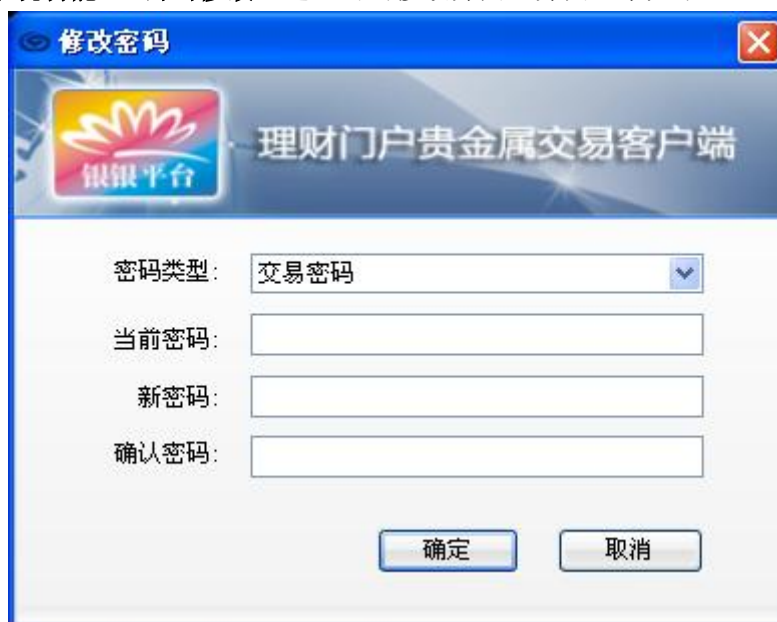 修改密码
银银平台
理财门户贵金属交易客户端
密码类型:
交易密码
当前密码:
新密码:
确认密码:
确定
取消